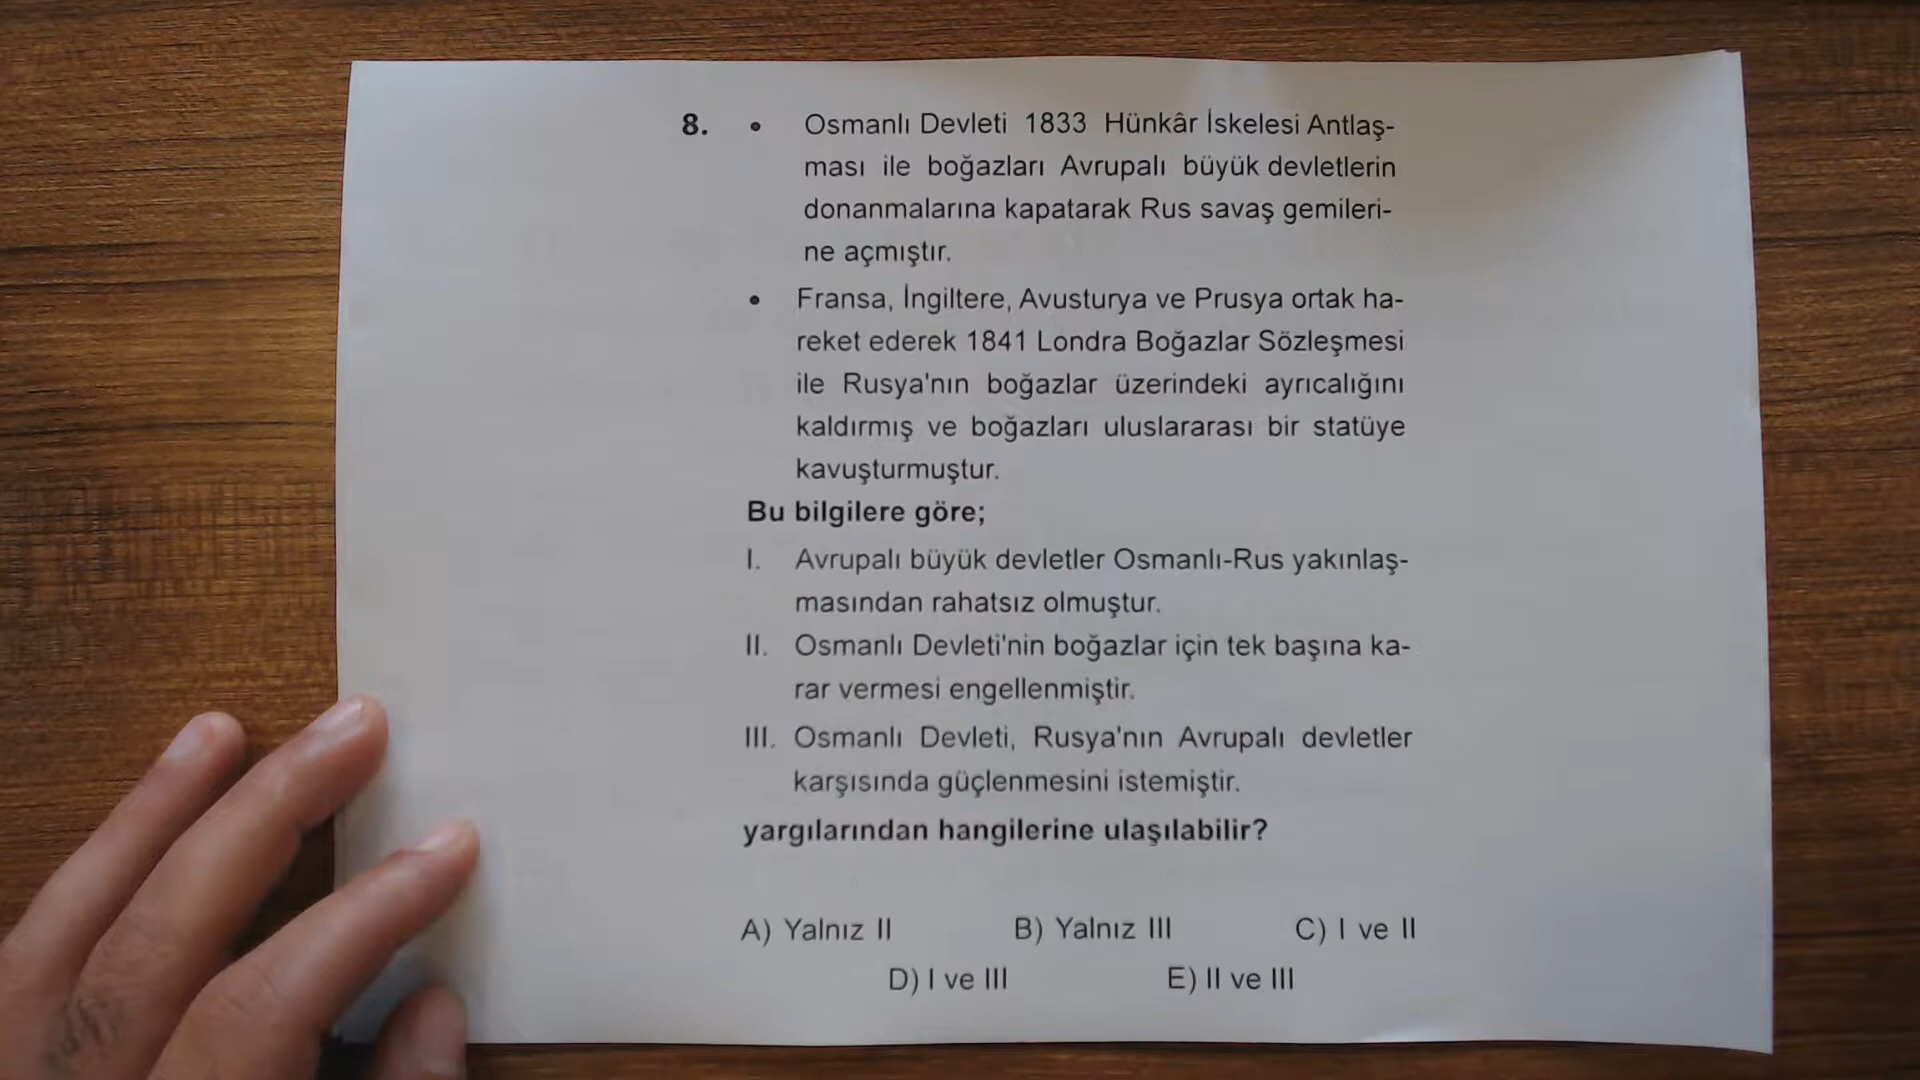 8. • Osmanlı Devleti 1833 Hünkâr İskelesi Antlaş-
ması ile boğazları Avrupalı büyük devletlerin
donanmalarına kapatarak Rus savaş gemileri-
ne açmıştır.
• Fransa, İngiltere, Avusturya ve Prusya ortak ha-
reket ederek 1841 Londra Boğazlar Sözleşmesi
ile Rusya'nın boğazlar üzerindeki ayrıcalığını
kaldırmış ve boğazları uluslararası bir statüye
kavuşturmuştur.
Bu bilgilere göre;
I. Avrupalı büyük devletler Osmanlı-Rus yakınlaş-
masından rahatsız olmuştur.
II. Osmanlı Devleti'nin boğazlar için tek başına ka-
rar vermesi engellenmiştir.
III. Osmanlı Devleti, Rusya'nın Avrupalı devletler
karşısında güçlenmesini istemiştir.
yargılarından hangilerine ulaşılabilir?
A) Yalnız II B) Yalnız III C) I ve II
D) I ve III E) II ve III